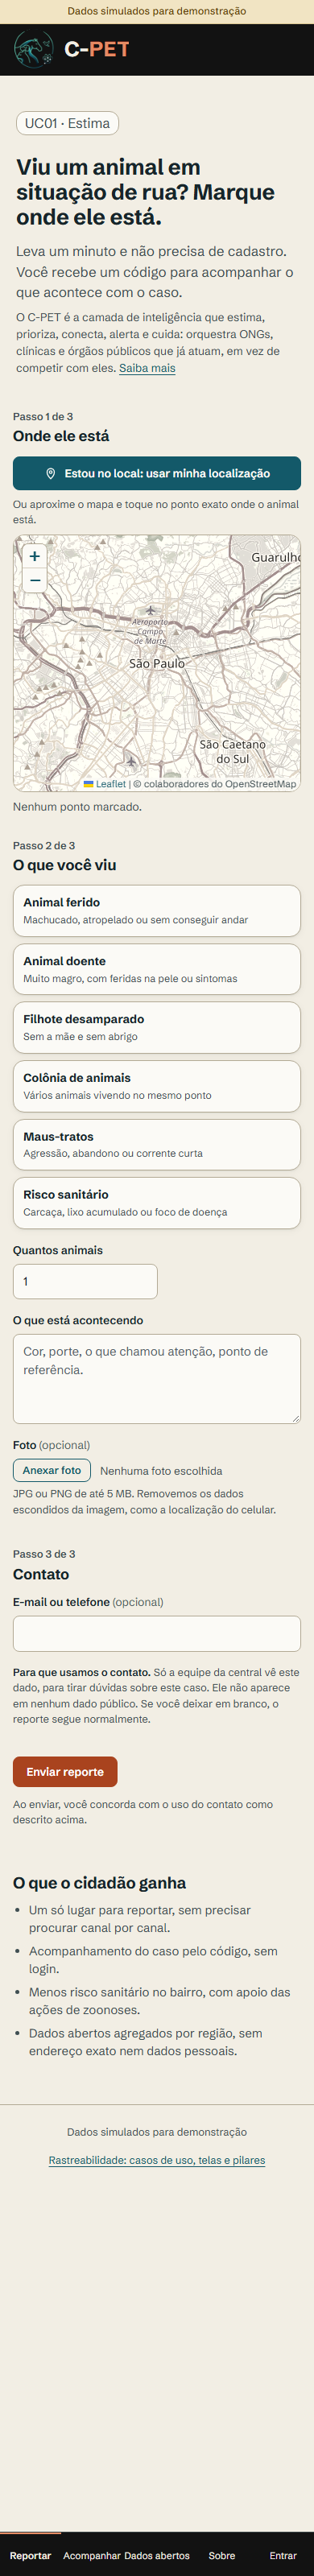 Dados simulados para demonstração
C-PET
UC01 · Estima
Viu um animal em
situação de rua? Marque
onde ele está.
Leva um minuto e não precisa de cadastro.
Você recebe um código para acompanhar o
que acontece com o caso.
O C-PET é a camada de inteligência que estima,
prioriza, conecta, alerta e cuida: orquestra ONGs,
clínicas e órgãos públicos que já atuam, em vez de
competir com eles. Saiba mais
Passo 1 de 3
Onde ele está
Estou no local: usar minha localização
Ou aproxime o mapa e toque no ponto exato onde o animal
está.
+
−
Guarulh
Aeroporto
Campo
de Marte
São Paulo
São Caetano
do Sul
Leaflet | © colaboradores do OpenStreetMap
Nenhum ponto marcado.
Passo 2 de 3
O que você viu
Animal ferido
Machucado, atropelado ou sem conseguir andar
Animal doente
Muito magro, com feridas na pele ou sintomas
Filhote desamparado
Sem a mãe e sem abrigo
Colônia de animais
Vários animais vivendo no mesmo ponto
Maus-tratos
Agressão, abandono ou corrente curta
Risco sanitário
Carcaça, lixo acumulado ou foco de doença
Quantos animais
1
O que está acontecendo
Cor, porte, o que chamou atenção, ponto de
referência.
Foto (opcional)
Anexar foto Nenhuma foto escolhida
JPG ou PNG de até 5 MB. Removemos os dados
escondidos da imagem, como a localização do celular.
Passo 3 de 3
Contato
E-mail ou telefone (opcional)
Para que usamos o contato. Só a equipe da central vê este
dado, para tirar dúvidas sobre este caso. Ele não aparece
em nenhum dado público. Se você deixar em branco, o
reporte segue normalmente.
Enviar reporte
Ao enviar, você concorda com o uso do contato como
descrito acima.
O que o cidadão ganha
• Um só lugar para reportar, sem precisar
procurar canal por canal.
• Acompanhamento do caso pelo código, sem
login.
• Menos risco sanitário no bairro, com apoio das
ações de zoonoses.
• Dados abertos agregados por região, sem
endereço exato nem dados pessoais.
Dados simulados para demonstração
Rastreabilidade: casos de uso, telas e pilares
Reportar Acompanhar Dados abertos Sobre Entrar